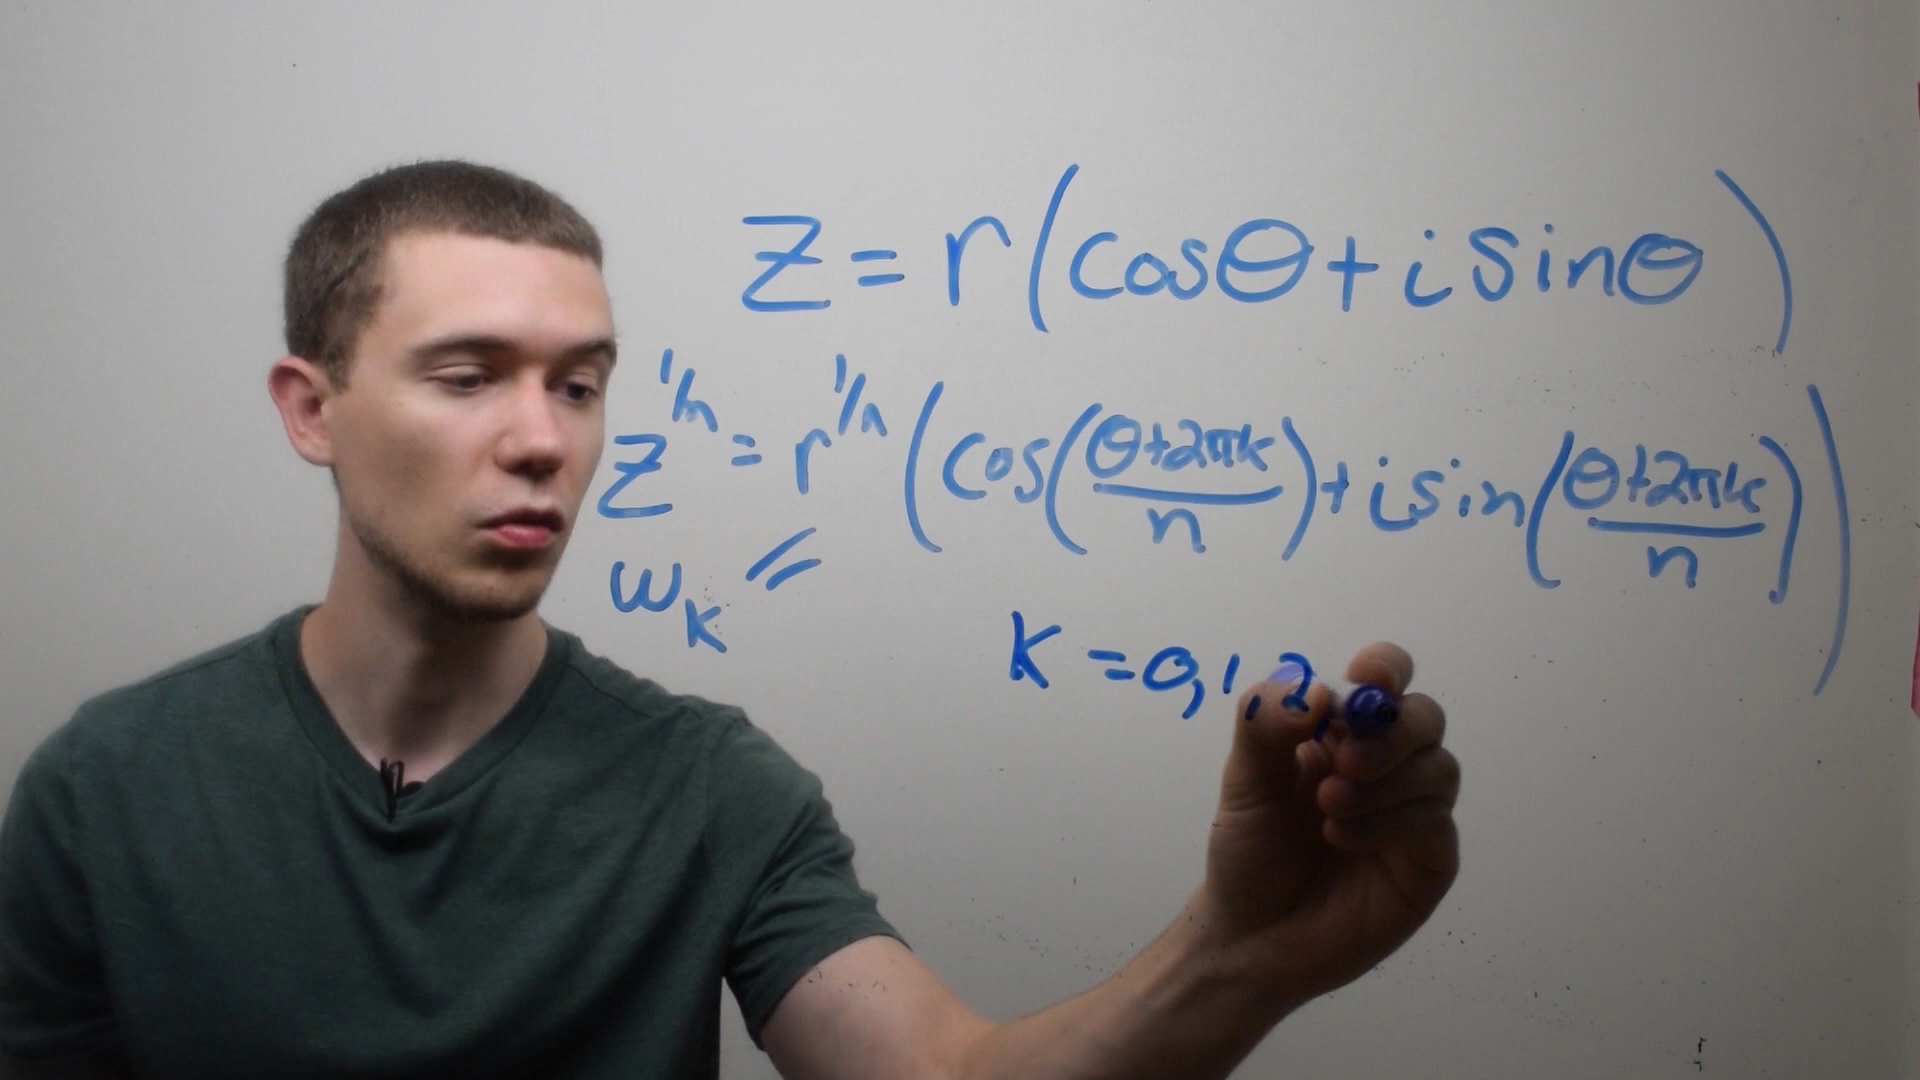 z = r(cosθ + i sinθ)
z^1/n = r^1/n (cos((θ+2πk)/n) + i sin((θ+2πk)/n))
w_k =
k = 0, 1, 2,